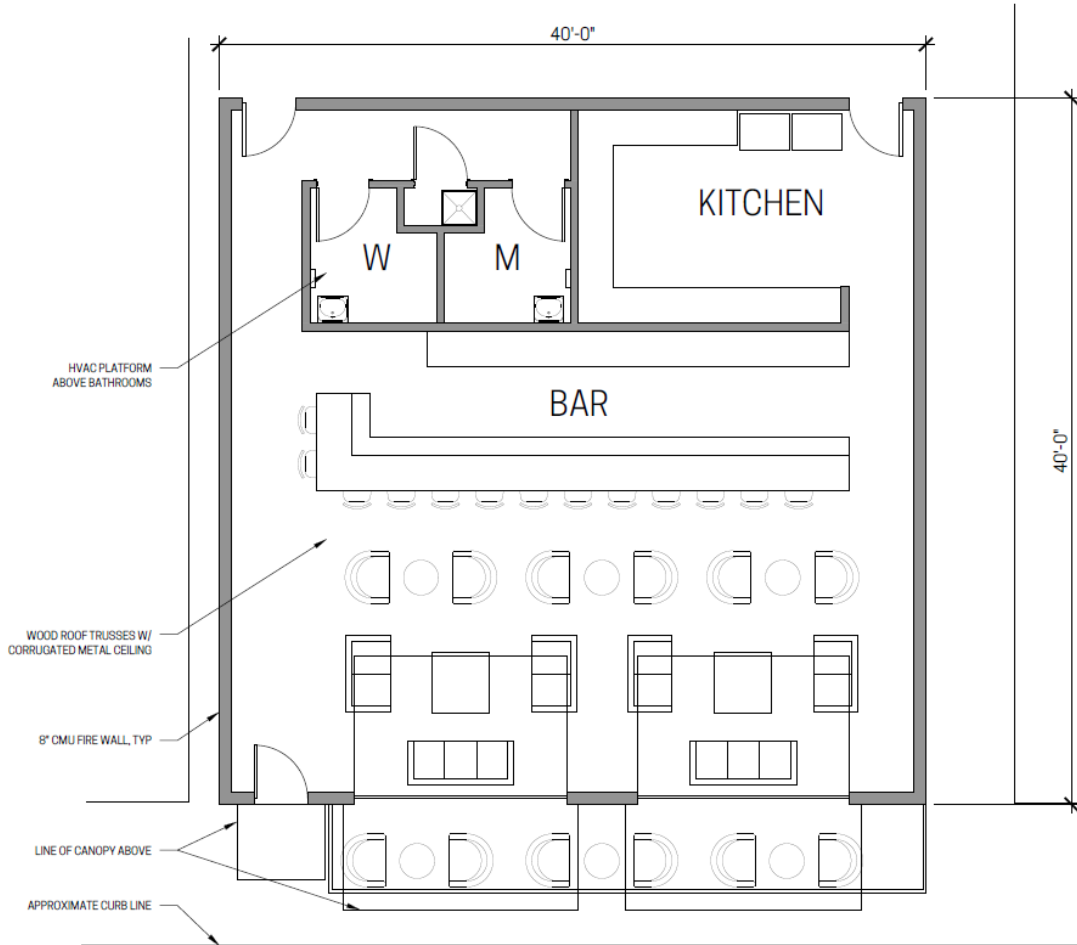 40'-0"
KITCHEN
W
M
HVAC PLATFORM
ABOVE BATHROOMS
BAR
40'-0"
WOOD ROOF TRUSSES W/
CORRUGATED METAL CEILING
8" CMU FIRE WALL, TYP
LINE OF CANOPY ABOVE
APPROXIMATE CURB LINE